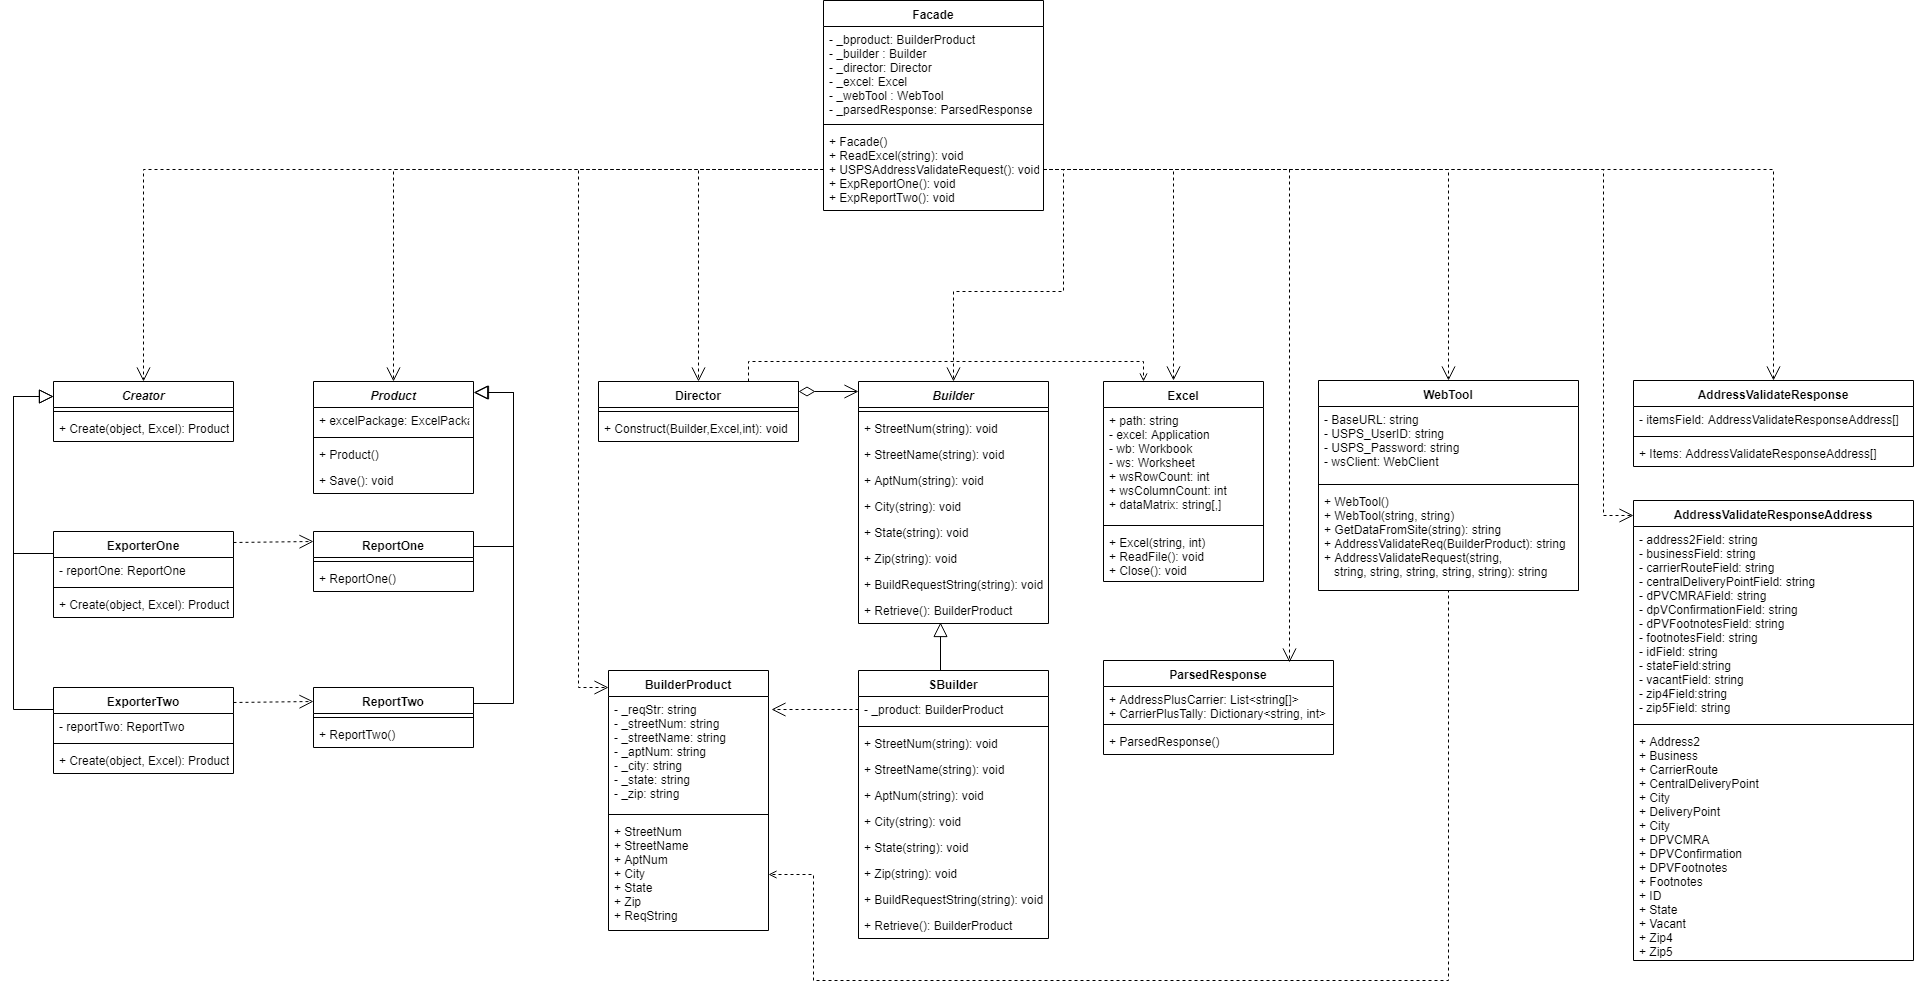 Facade
- _bproduct: BuilderProduct
- _builder : Builder
- _director: Director
- _excel: Excel
- _webTool : WebTool
- _parsedResponse: ParsedResponse
+ Facade()
+ ReadExcel(string): void
+ USPSAddressValidateRequest(): void
+ ExpReportOne(): void
+ ExpReportTwo(): void
Creator
+ Create(object, Excel): Product
Product
+ excelPackage: ExcelPacka
+ Product()
+ Save(): void
Director
+ Construct(Builder,Excel,int): void
Builder
+ StreetNum(string): void
+ StreetName(string): void
+ AptNum(string): void
+ City(string): void
+ State(string): void
+ Zip(string): void
+ BuildRequestString(string): void
+ Retrieve(): BuilderProduct
Excel
+ path: string
- excel: Application
- wb: Workbook
- ws: Worksheet
+ wsRowCount: int
+ wsColumnCount: int
+ dataMatrix: string[,]
+ Excel(string, int)
+ ReadFile(): void
+ Close(): void
WebTool
- BaseURL: string
- USPS_UserID: string
- USPS_Password: string
- wsClient: WebClient
+ WebTool()
+ WebTool(string, string)
+ GetDataFromSite(string): string
+ AddressValidateReq(BuilderProduct): string
+ AddressValidateRequest(string,
string, string, string, string, string): string
AddressValidateResponse
- itemsField: AddressValidateResponseAddress[]
+ Items: AddressValidateResponseAddress[]
AddressValidateResponseAddress
- address2Field: string
- businessField: string
- carrierRouteField: string
- centralDeliveryPointField: string
- dPVCMRAField: string
- dpVConfirmationField: string
- dPVFootnotesField: string
- footnotesField: string
- idField: string
- stateField:string
- vacantField: string
- zip4Field:string
- zip5Field: string
+ Address2
+ Business
+ CarrierRoute
+ CentralDeliveryPoint
+ City
+ DeliveryPoint
+ City
+ DPVCMRA
+ DPVConfirmation
+ DPVFootnotes
+ Footnotes
+ ID
+ State
+ Vacant
+ Zip4
+ Zip5
ExporterOne
- reportOne: ReportOne
+ Create(object, Excel): Product
ReportOne
+ ReportOne()
ExporterTwo
- reportTwo: ReportTwo
+ Create(object, Excel): Product
ReportTwo
+ ReportTwo()
BuilderProduct
- _reqStr: string
- _streetNum: string
- _streetName: string
- _aptNum: string
- _city: string
- _state: string
- _zip: string
+ StreetNum
+ StreetName
+ AptNum
+ City
+ State
+ Zip
+ ReqString
SBuilder
- _product: BuilderProduct
+ StreetNum(string): void
+ StreetName(string): void
+ AptNum(string): void
+ City(string): void
+ State(string): void
+ Zip(string): void
+ BuildRequestString(string): void
+ Retrieve(): BuilderProduct
ParsedResponse
+ AddressPlusCarrier: List<string[]>
+ CarrierPlusTally: Dictionary<string, int>
+ ParsedResponse()